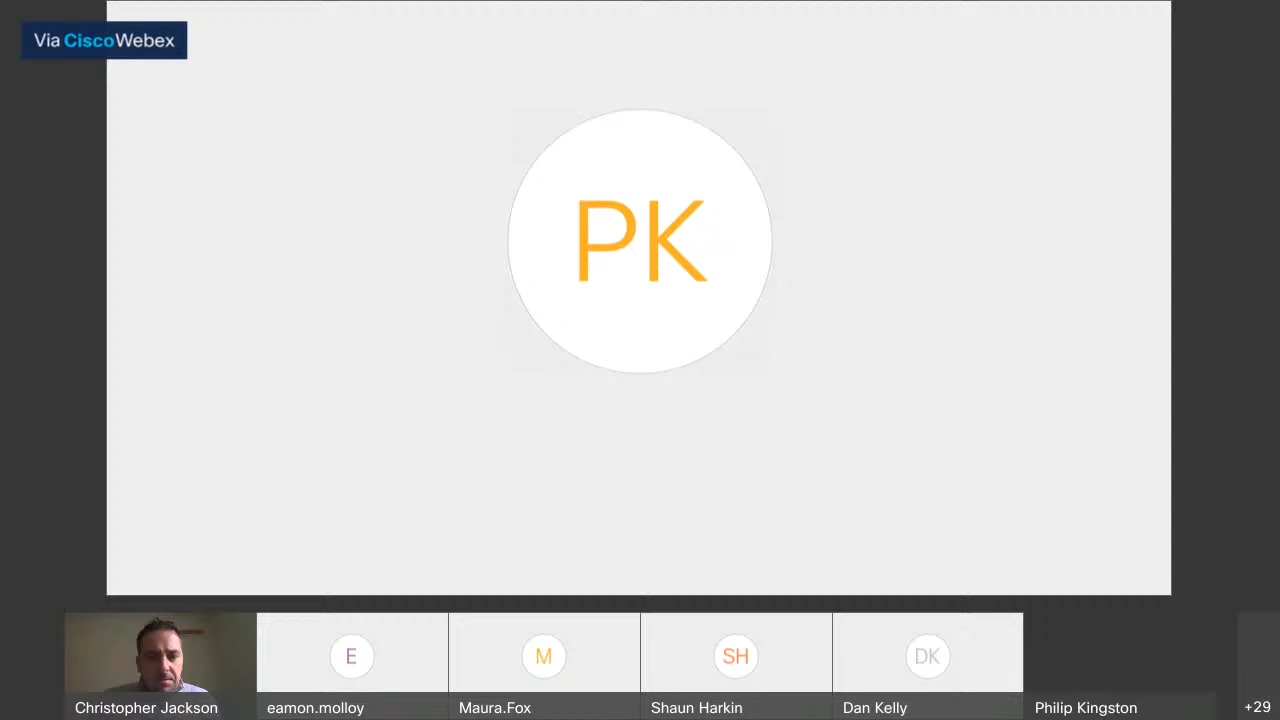 Via CiscoWebex
PK
E
M
SH
DK
Christopher Jackson
eamon.molloy
Maura.Fox
Shaun Harkin
Dan Kelly
Philip Kingston
+29